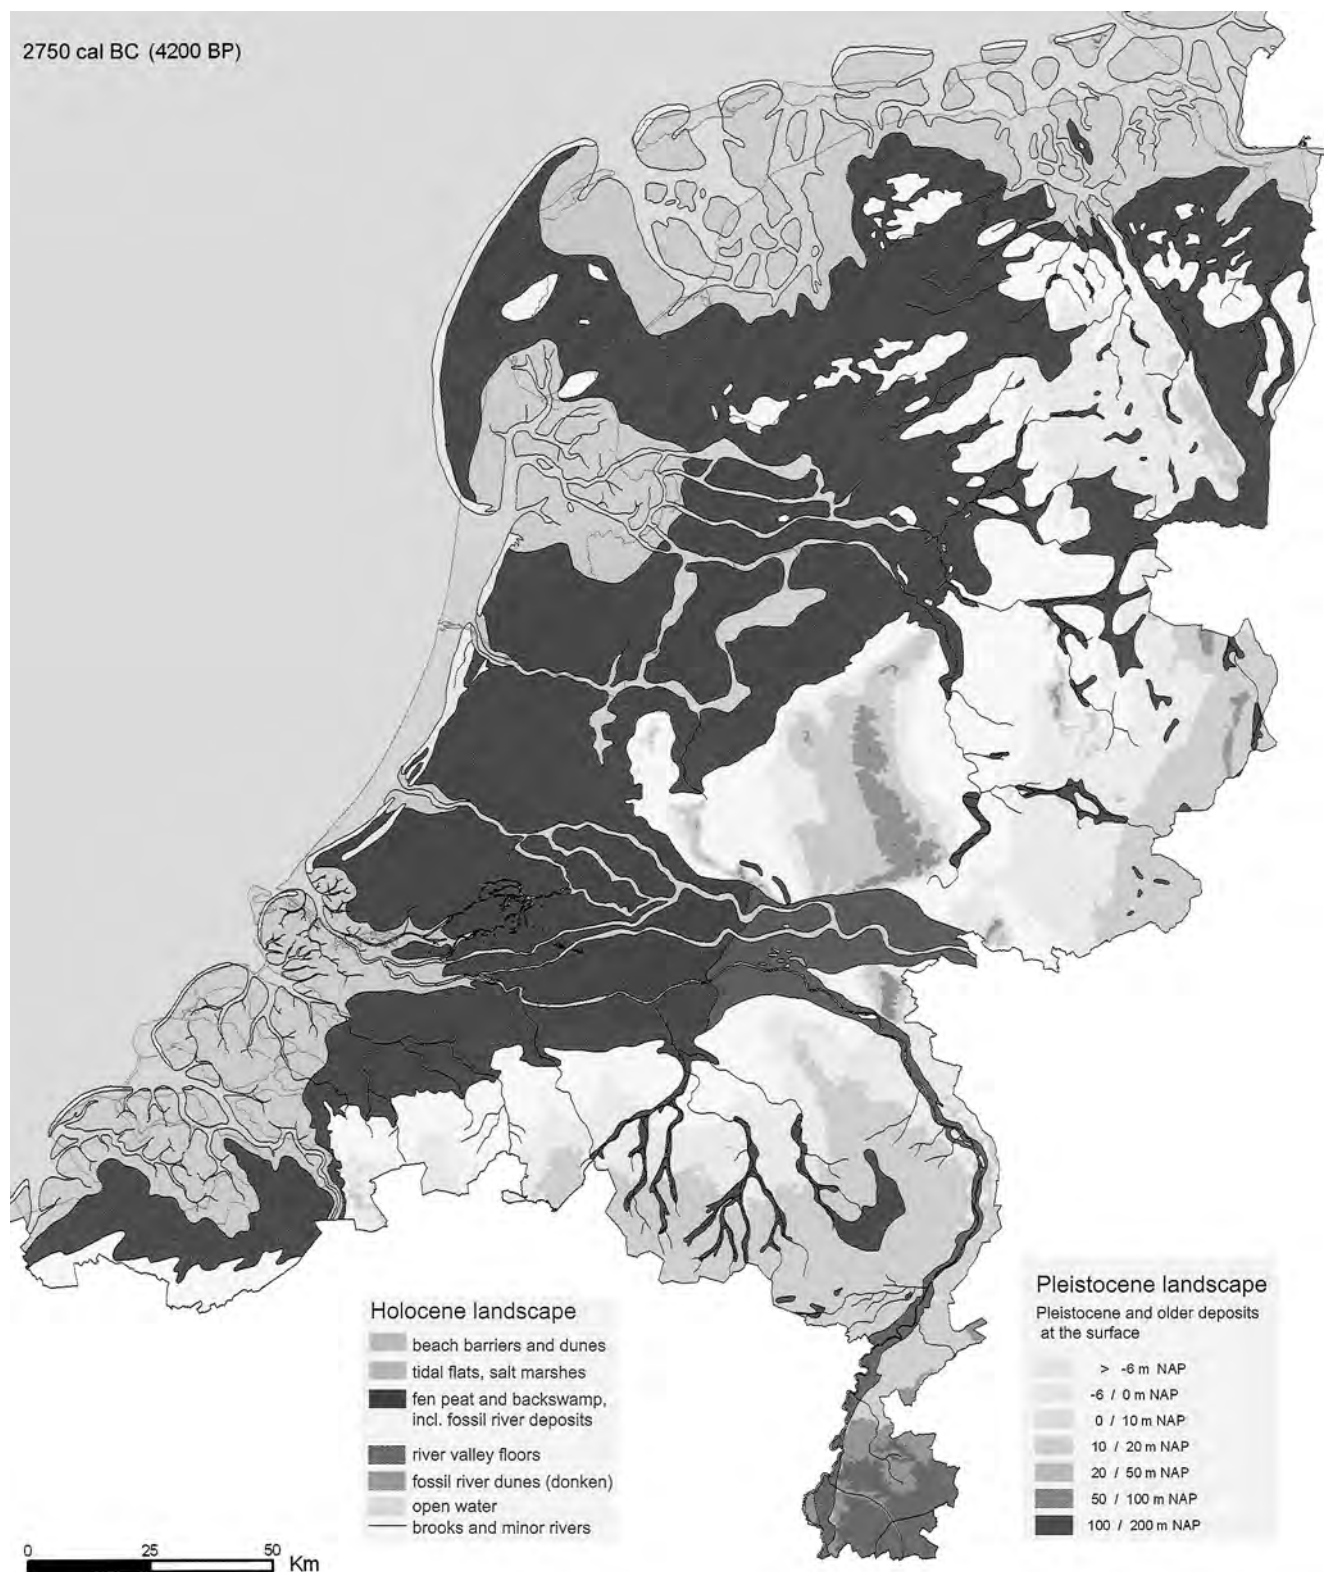 2750 cal BC (4200 BP)
Holocene landscape
beach barriers and dunes
tidal flats, salt marshes
fen peat and backswamp,
incl. fossil river deposits
river valley floors
fossil river dunes (donken)
open water
brooks and minor rivers
Pleistocene landscape
Pleistocene and older deposits
at the surface
> -6 m NAP
-6 / 0 m NAP
0 / 10 m NAP
10 / 20 m NAP
20 / 50 m NAP
50 / 100 m NAP
100 / 200 m NAP
0 25 50 Km